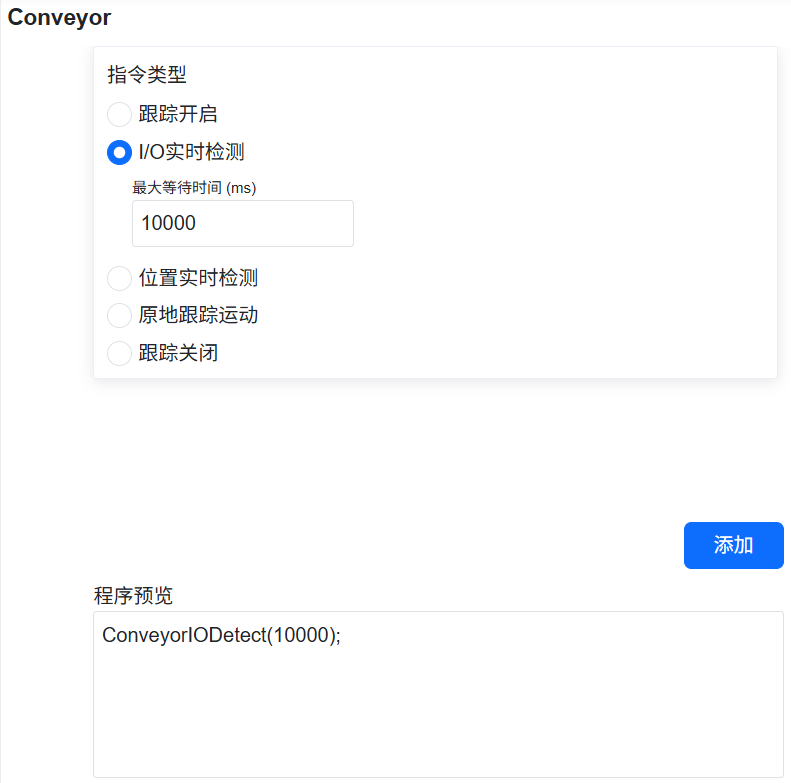 Conveyor
指令类型
跟踪开启
I/O实时检测
最大等待时间 (ms)
10000
位置实时检测
原地跟踪运动
跟踪关闭
添加
程序预览
ConveyorIODetect(10000);